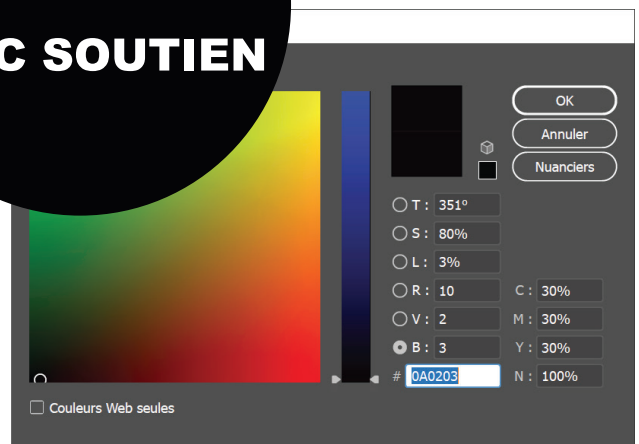 C SOUTIEN
OK
Annuler
Nuanciers
T : 351°
S : 80%
L : 3%
R : 10 C : 30%
V : 2 M : 30%
B : 3 Y : 30%
# 0A0203 N : 100%
Couleurs Web seules